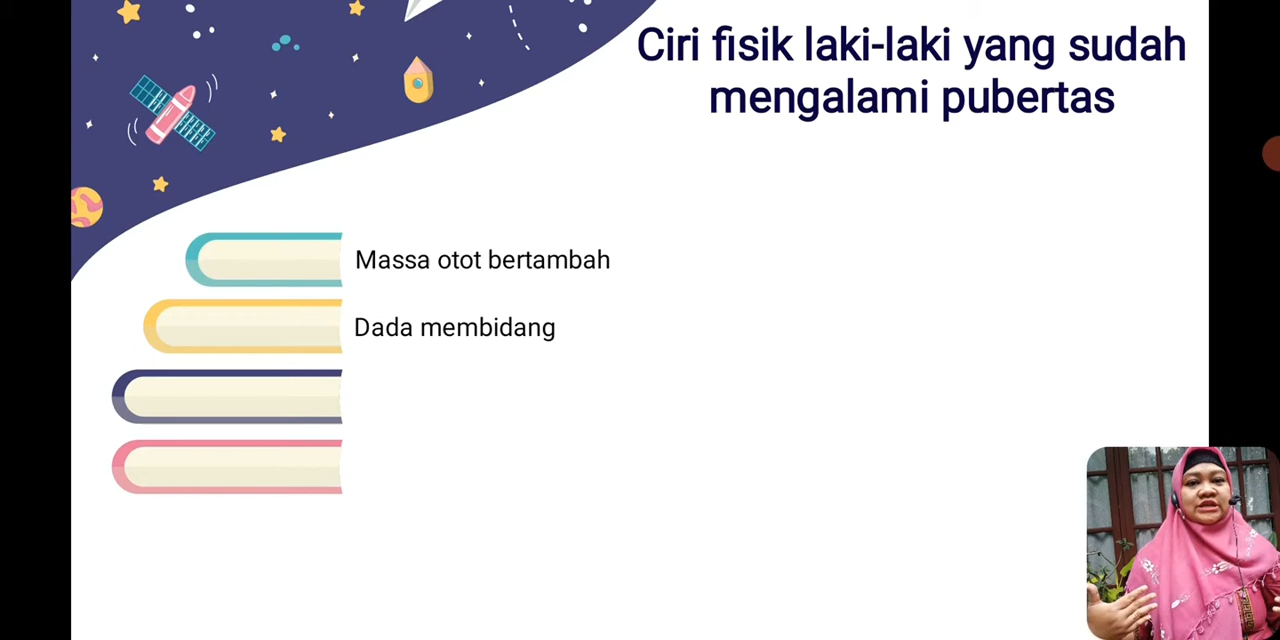 Ciri fisik laki-laki yang sudah
mengalami pubertas
Massa otot bertambah
Dada membidang